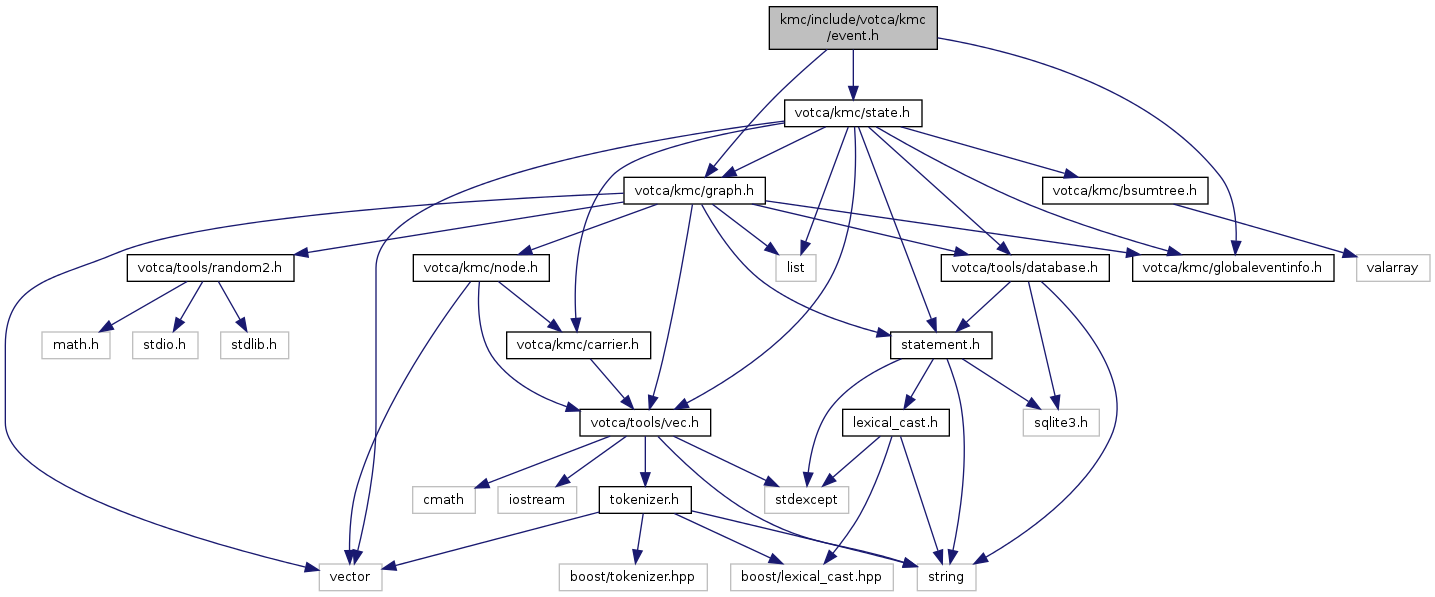 kmc/include/votca/kmc
/event.h
votca/kmc/state.h
votca/kmc/graph.h
votca/kmc/bsumtree.h
votca/tools/random2.h
votca/kmc/node.h
list
votca/tools/database.h
votca/kmc/globaleventinfo.h
valarray
math.h
stdio.h
stdlib.h
votca/kmc/carrier.h
statement.h
votca/tools/vec.h
lexical_cast.h
sqlite3.h
cmath
iostream
tokenizer.h
stdexcept
vector
boost/tokenizer.hpp
boost/lexical_cast.hpp
string